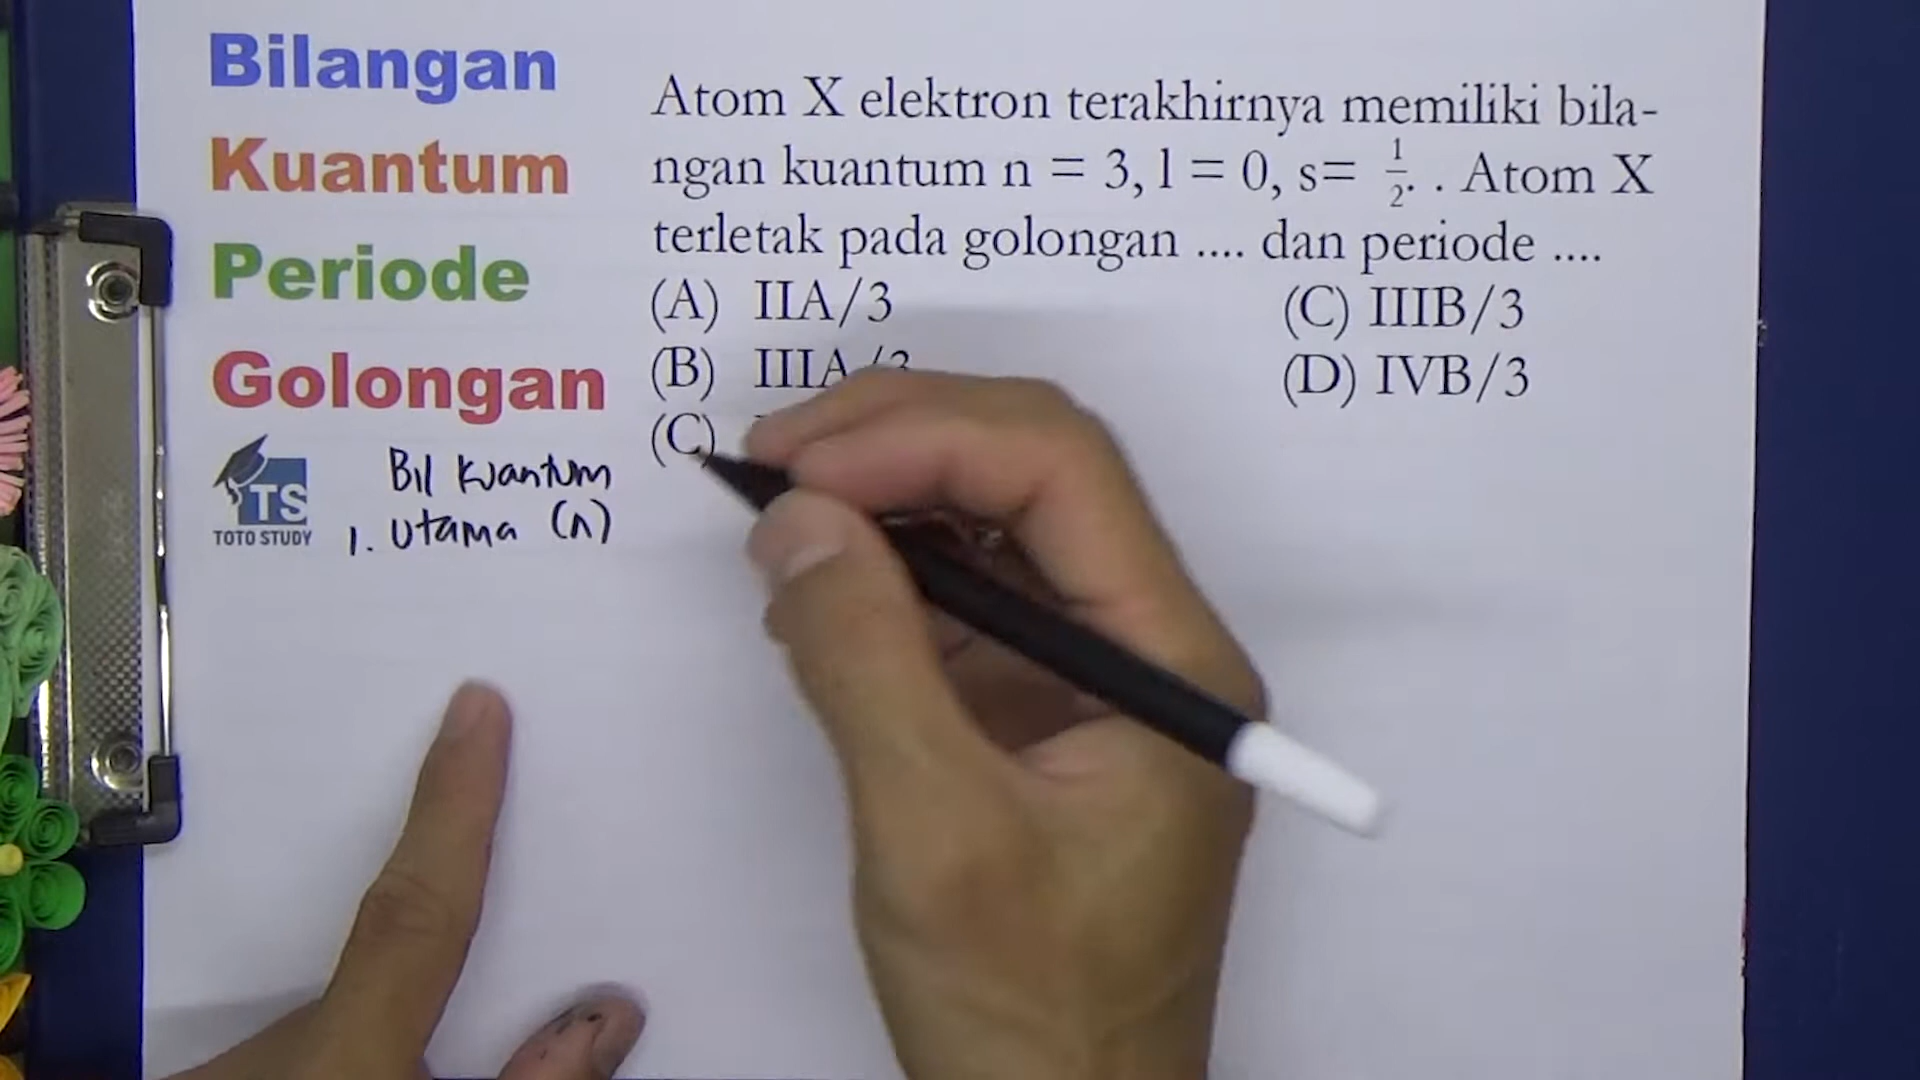 Bilangan
Kuantum
Periode
Golongan
Atom X elektron terakhirnya memiliki bila-
ngan kuantum n = 3, l = 0, s= 1/2. . Atom X
terletak pada golongan .... dan periode ....
(A) IIA/3
(B) IIIA/3
(C)
(C) IIIB/3
(D) IVB/3
TS
TOTO STUDY
Bil Kuantum
1. Utama (n)